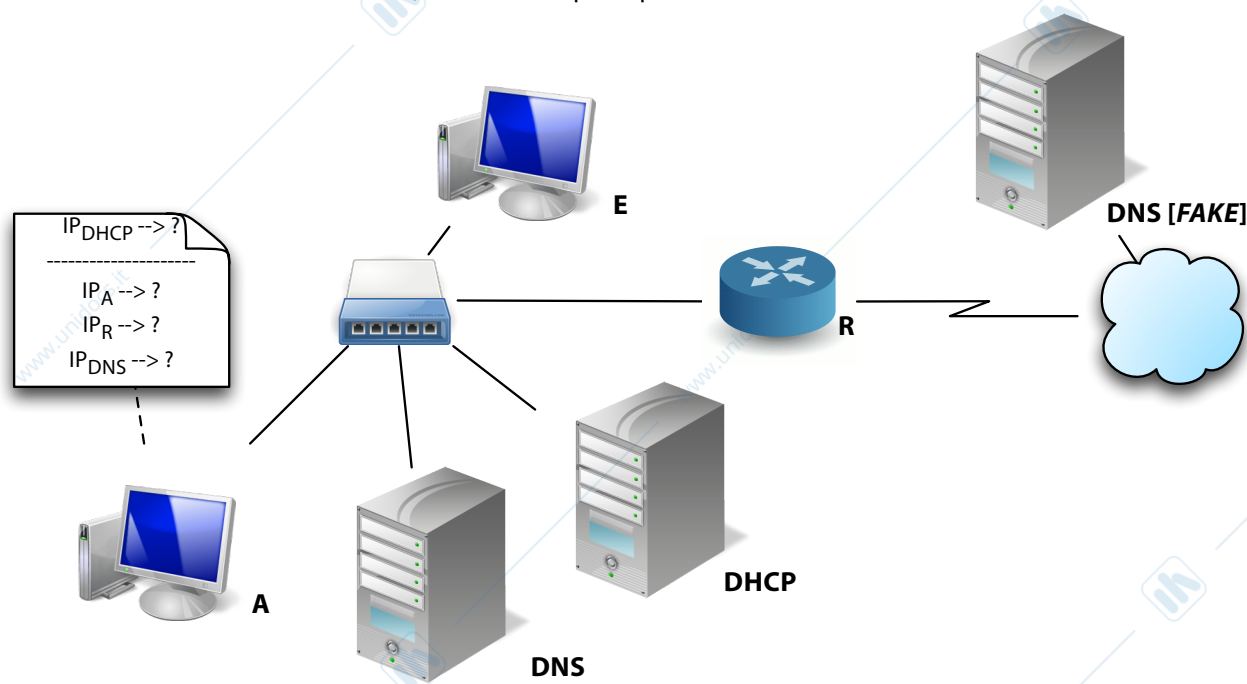 E
DNS [FAKE]
IPDHCP --> ?
----------------------
IPA --> ?
IPR --> ?
IPDNS --> ?
R
A
DHCP
DNS